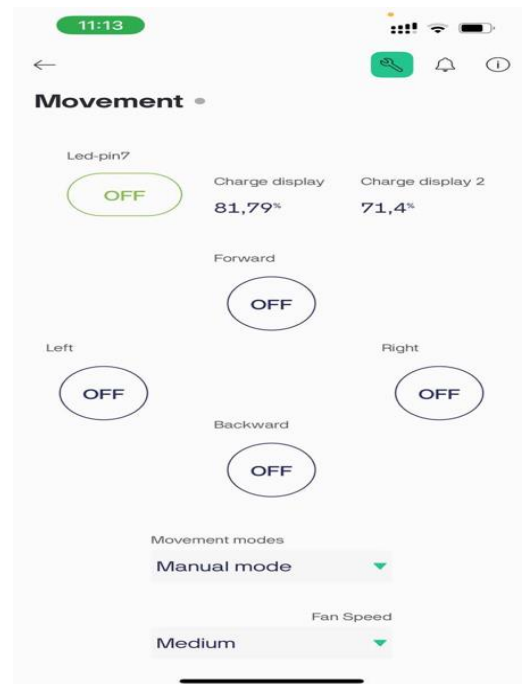 11:13
Movement
Led-pin7
OFF
Charge display
Charge display 2
81,79%
71,4%
Forward
OFF
Left
Right
OFF
OFF
Backward
OFF
Movement modes
Manual mode
Fan Speed
Medium